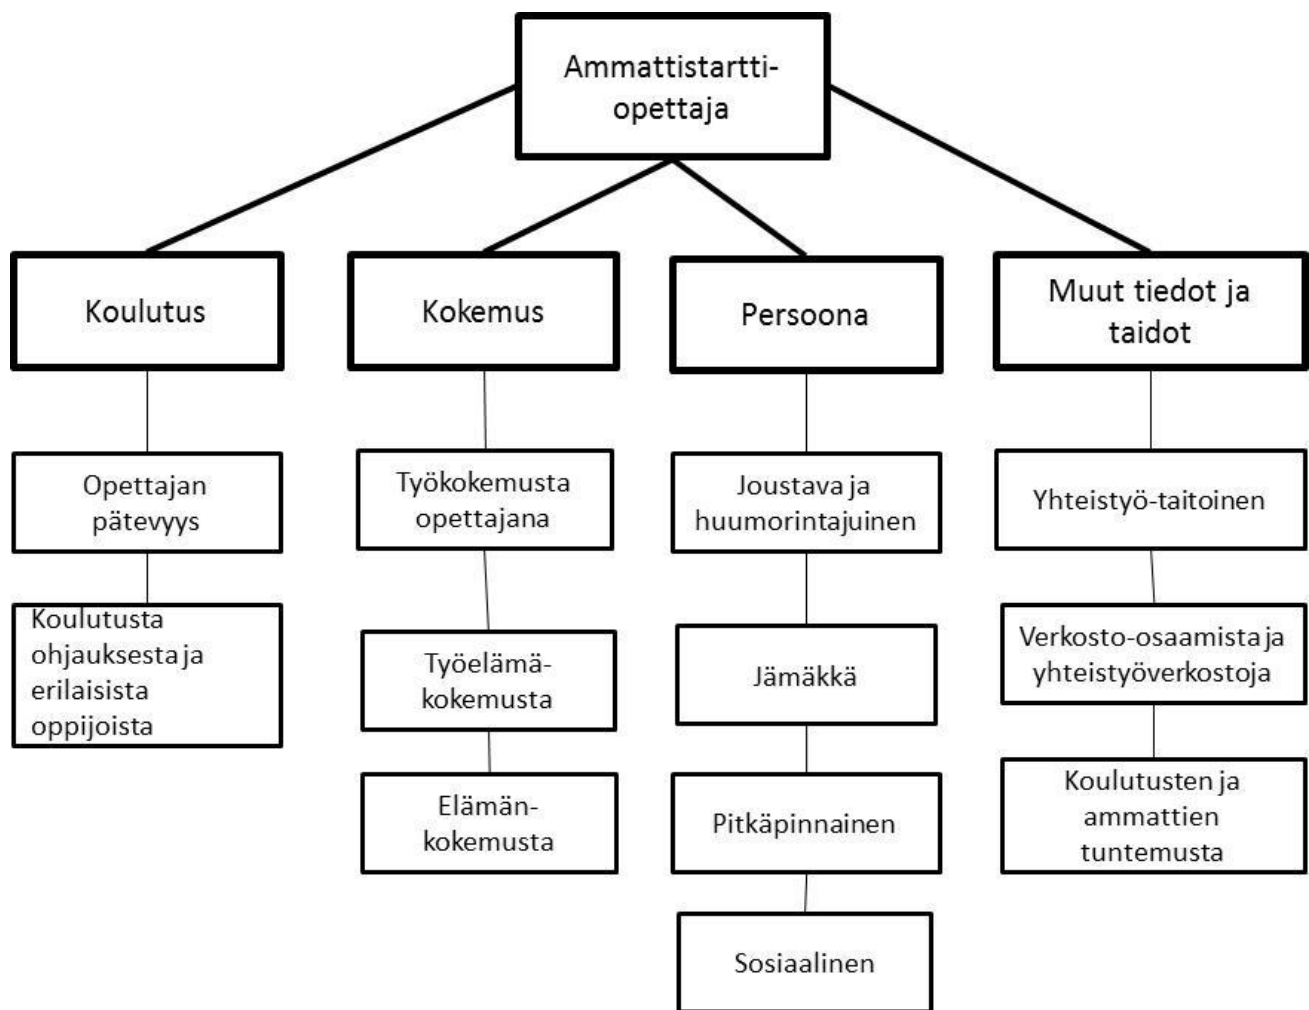 Ammattistartti-
opettaja
Koulutus
Kokemus
Persoona
Muut tiedot ja
taidot
Opettajan
pätevyys
Koulutusta
ohjauksesta ja
erilaisista
oppijoista
Työkokemusta
opettajana
Työelämä-
kokemusta
Elämän-
kokemusta
Joustava ja
huumorintajuinen
Jämäkkä
Pitkäpinnainen
Sosiaalinen
Yhteistyö-taitoinen
Verkosto-osaamista ja
yhteistyöverkostoja
Koulutusten ja
ammattien
tuntemusta